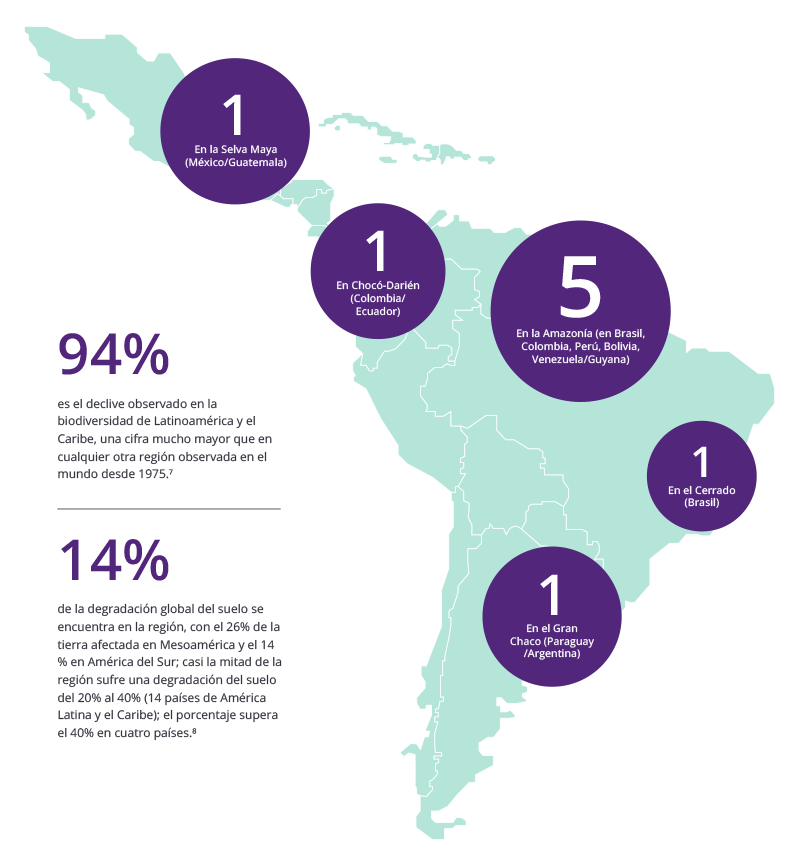 1
En la Selva Maya
(México/Guatemala)
1
En Chocó-Darién
(Colombia/
Ecuador)
5
En la Amazonía (en Brasil,
Colombia, Perú, Bolivia,
Venezuela/Guyana)
1
En el Cerrado
(Brasil)
1
En el Gran
Chaco (Paraguay
/Argentina)
94%
es el declive observado en la
biodiversidad de Latinoamérica y el
Caribe, una cifra mucho mayor que en
cualquier otra región observada en el
mundo desde 1975.⁷
14%
de la degradación global del suelo se
encuentra en la región, con el 26% de la
tierra afectada en Mesoamérica y el 14
% en América del Sur; casi la mitad de la
región sufre una degradación del suelo
del 20% al 40% (14 países de América
Latina y el Caribe); el porcentaje supera
el 40% en cuatro países.⁸